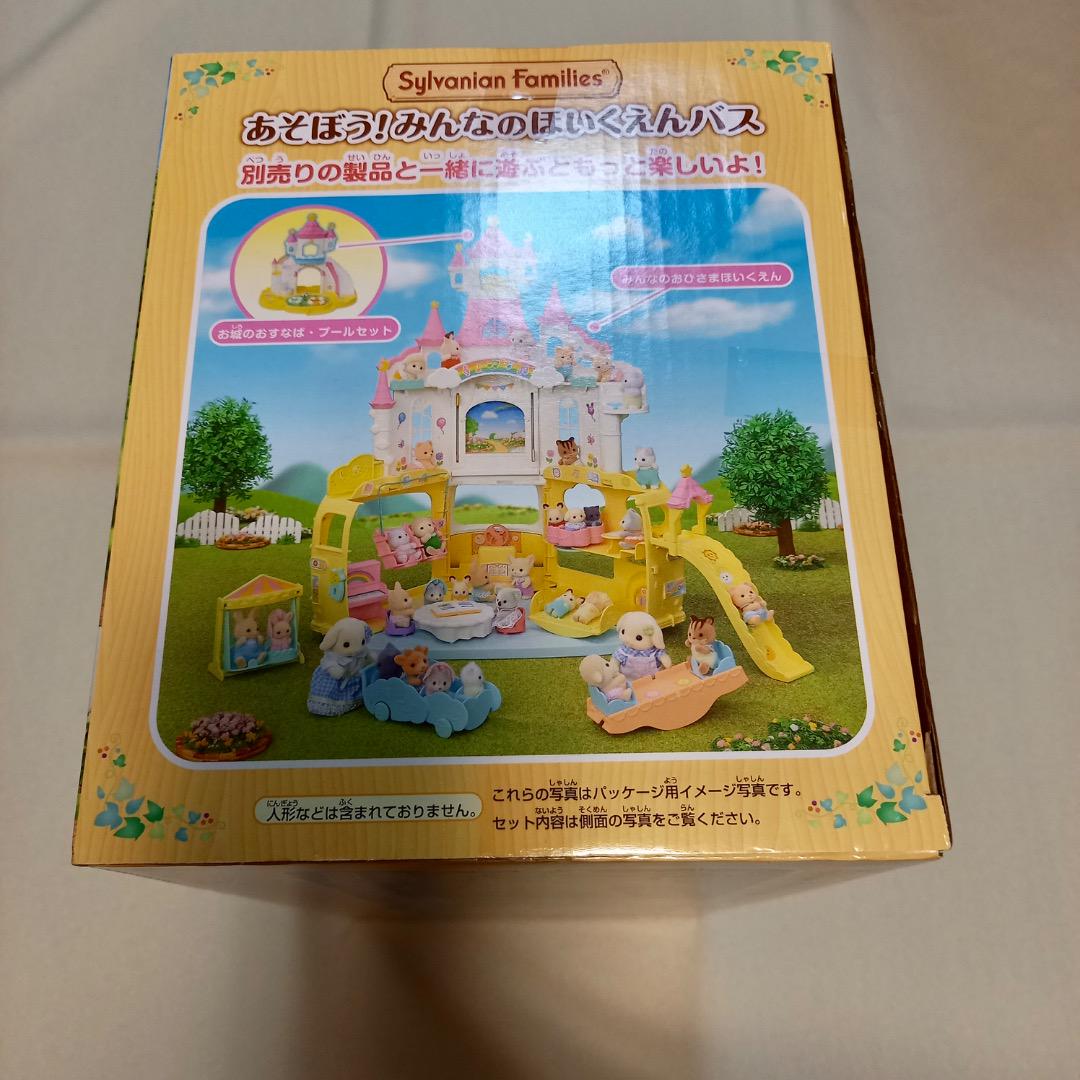 Sylvanian Families®
あそぼう!みんなのほいくえんバス
別売りの製品と一緒に遊ぶともっと楽しいよ!
お城のおすなば・プールセット
みんなのおひさまほいくえん
人形などは含まれておりません。
これらの写真はパッケージ用イメージ写真です。
セット内容は側面の写真をご覧ください。